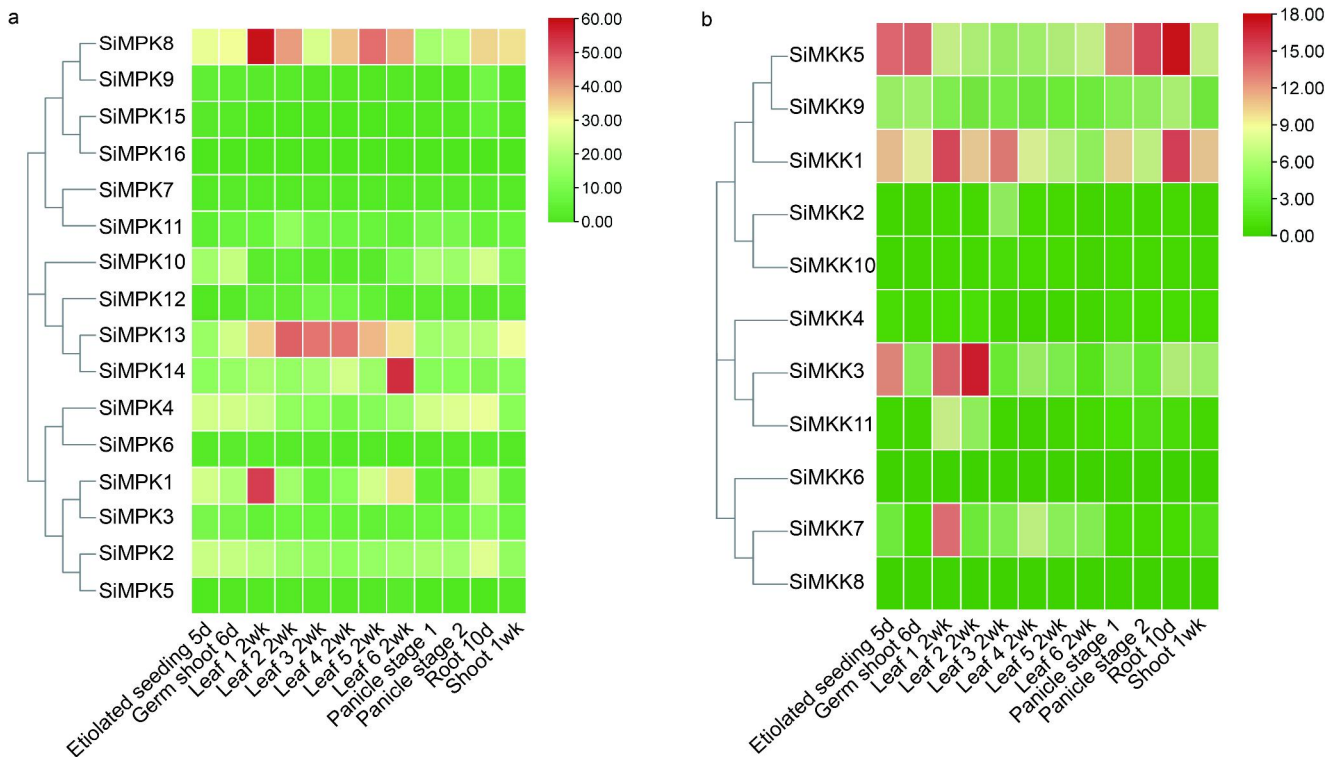 a
SiMPK8
SiMPK9
SiMPK15
SiMPK16
SiMPK7
SiMPK11
SiMPK10
SiMPK12
SiMPK13
SiMPK14
SiMPK4
SiMPK6
SiMPK1
SiMPK3
SiMPK2
SiMPK5
60.00
50.00
40.00
30.00
20.00
10.00
0.00
Etiolated seeding 5d
Germ shoot 6d
Leaf 1 2wk
Leaf 2 2wk
Leaf 3 2wk
Leaf 4 2wk
Leaf 5 2wk
Leaf 6 2wk
Panicle stage 1
Panicle stage 2
Root 10d
Shoot 1wk
b
SiMKK5
SiMKK9
SiMKK1
SiMKK2
SiMKK10
SiMKK4
SiMKK3
SiMKK11
SiMKK6
SiMKK7
SiMKK8
18.00
15.00
12.00
9.00
6.00
3.00
0.00
Etiolated seeding 5d
Germ shoot 6d
Leaf 1 2wk
Leaf 2 2wk
Leaf 3 2wk
Leaf 4 2wk
Leaf 5 2wk
Leaf 6 2wk
Panicle stage 1
Panicle stage 2
Root 10d
Shoot 1wk